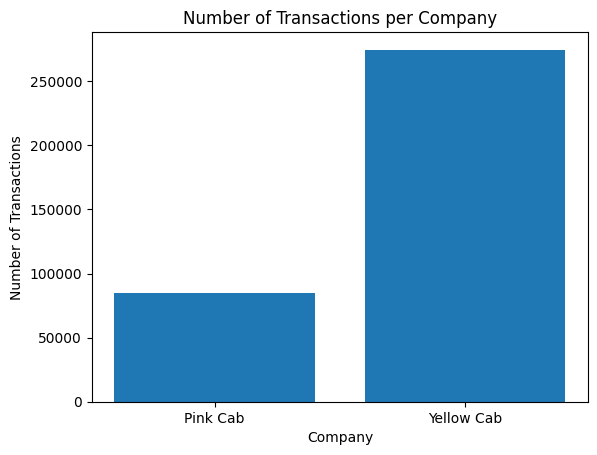 Number of Transactions per Company
Number of Transactions
250000
200000
150000
100000
50000
0
Pink Cab
Yellow Cab
Company